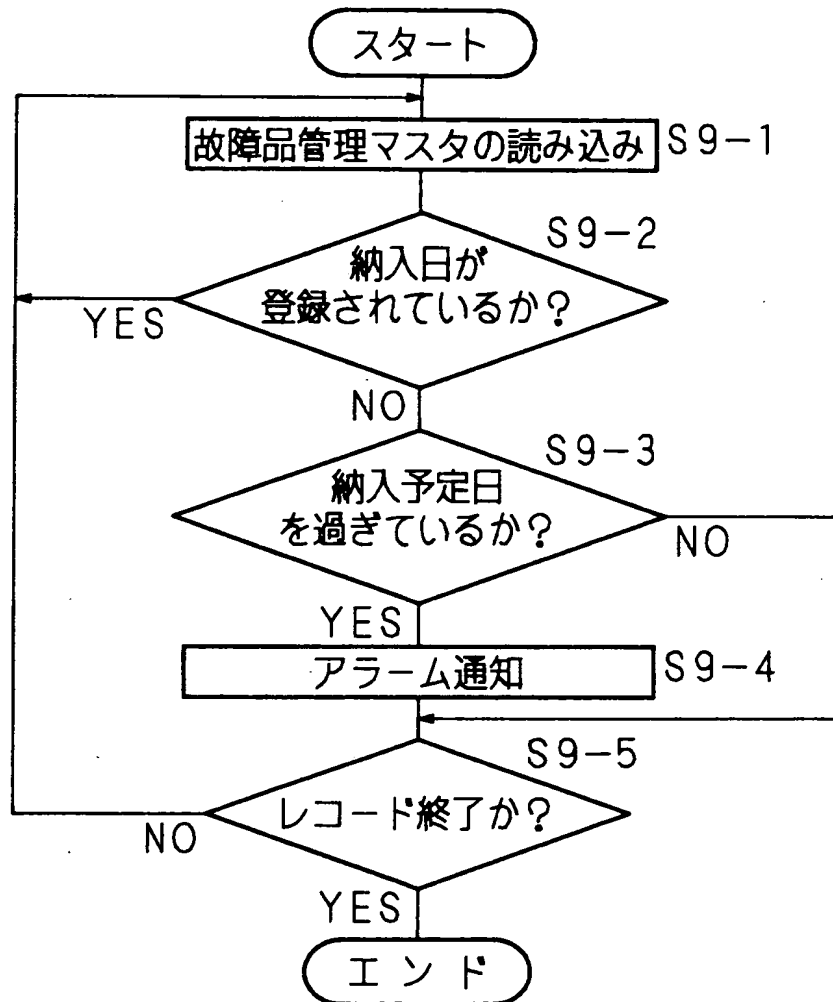 スタート
故障品管理マスタの読み込み
S9-1
S9-2
納入日が
登録されているか?
YES
NO
S9-3
納入予定日
を過ぎているか?
NO
YES
アラーム通知
S9-4
S9-5
レコード終了か?
NO
YES
エンド